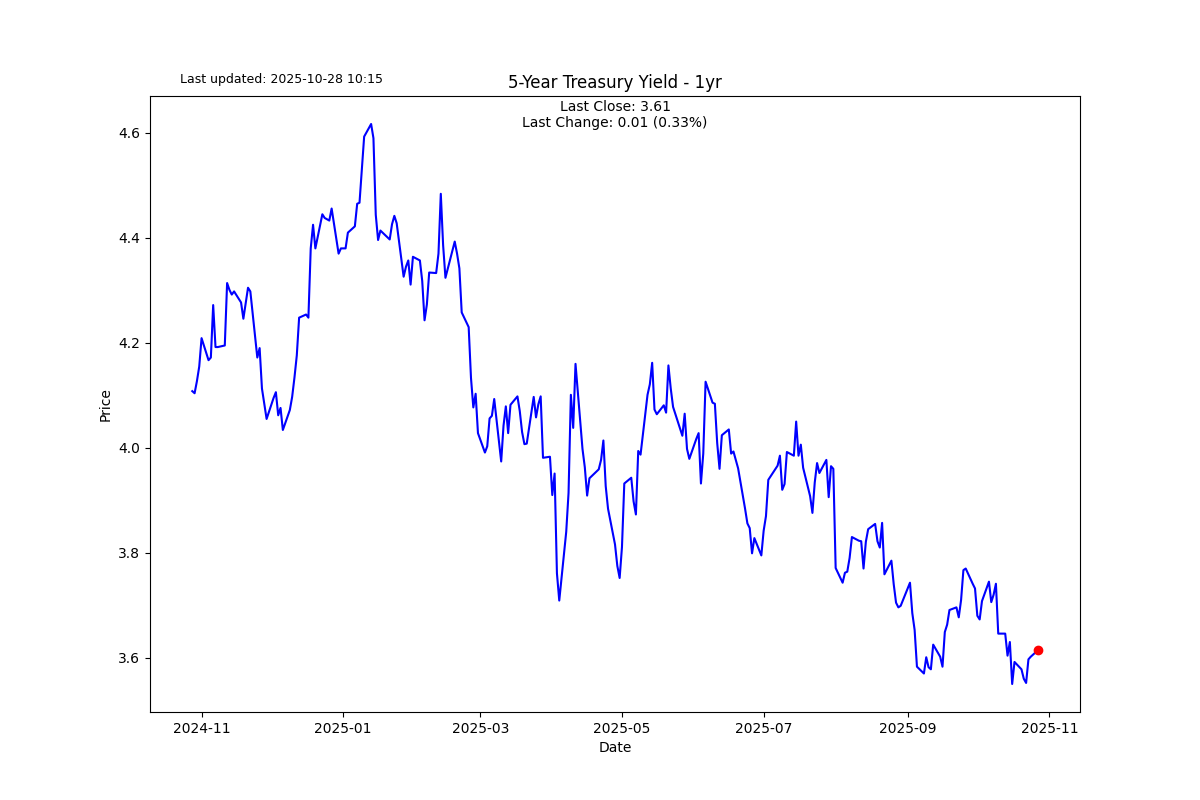 Last updated: 2025-10-28 10:15
5-Year Treasury Yield - 1yr
Last Close: 3.61
Last Change: 0.01 (0.33%)
4.6
4.4
4.2
4.0
3.8
3.6
Price
2024-11
2025-01
2025-03
2025-05
2025-07
2025-09
2025-11
Date